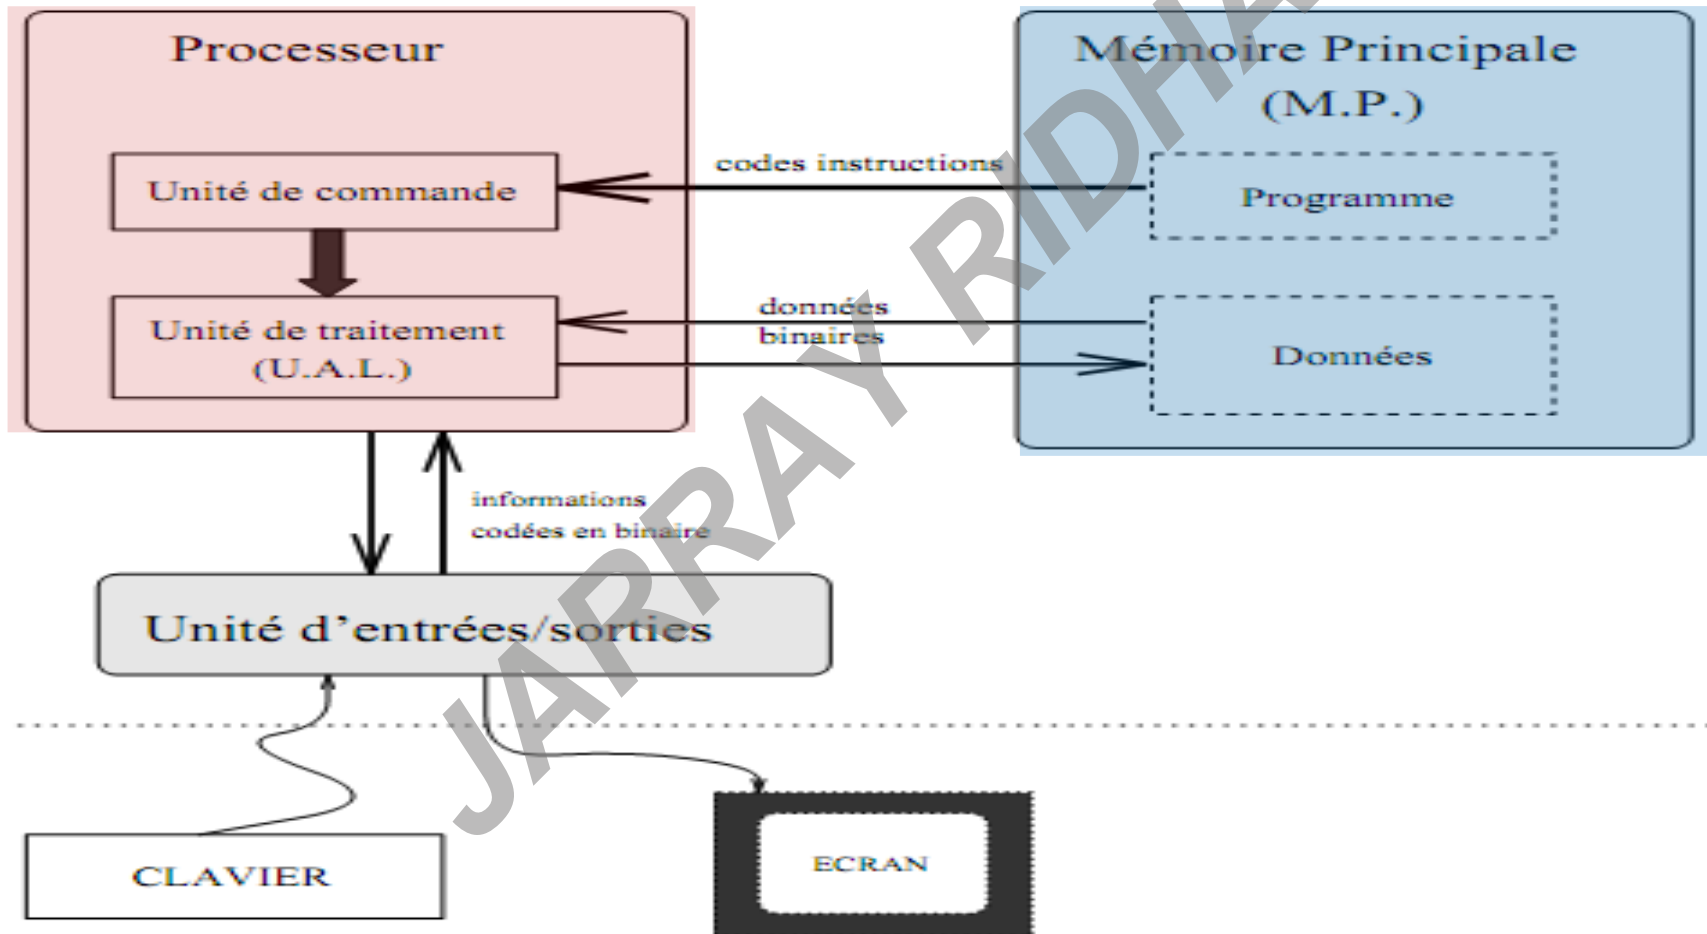 Processeur
Mémoire Principale
(M.P.)
codes instructions
Unité de commande
Programme
données
binaires
Unité de traitement
(U.A.L.)
Données
informations
codées en binaire
Unité d'entrées/sorties
CLAVIER
ECRAN
JARRAY RIDHA